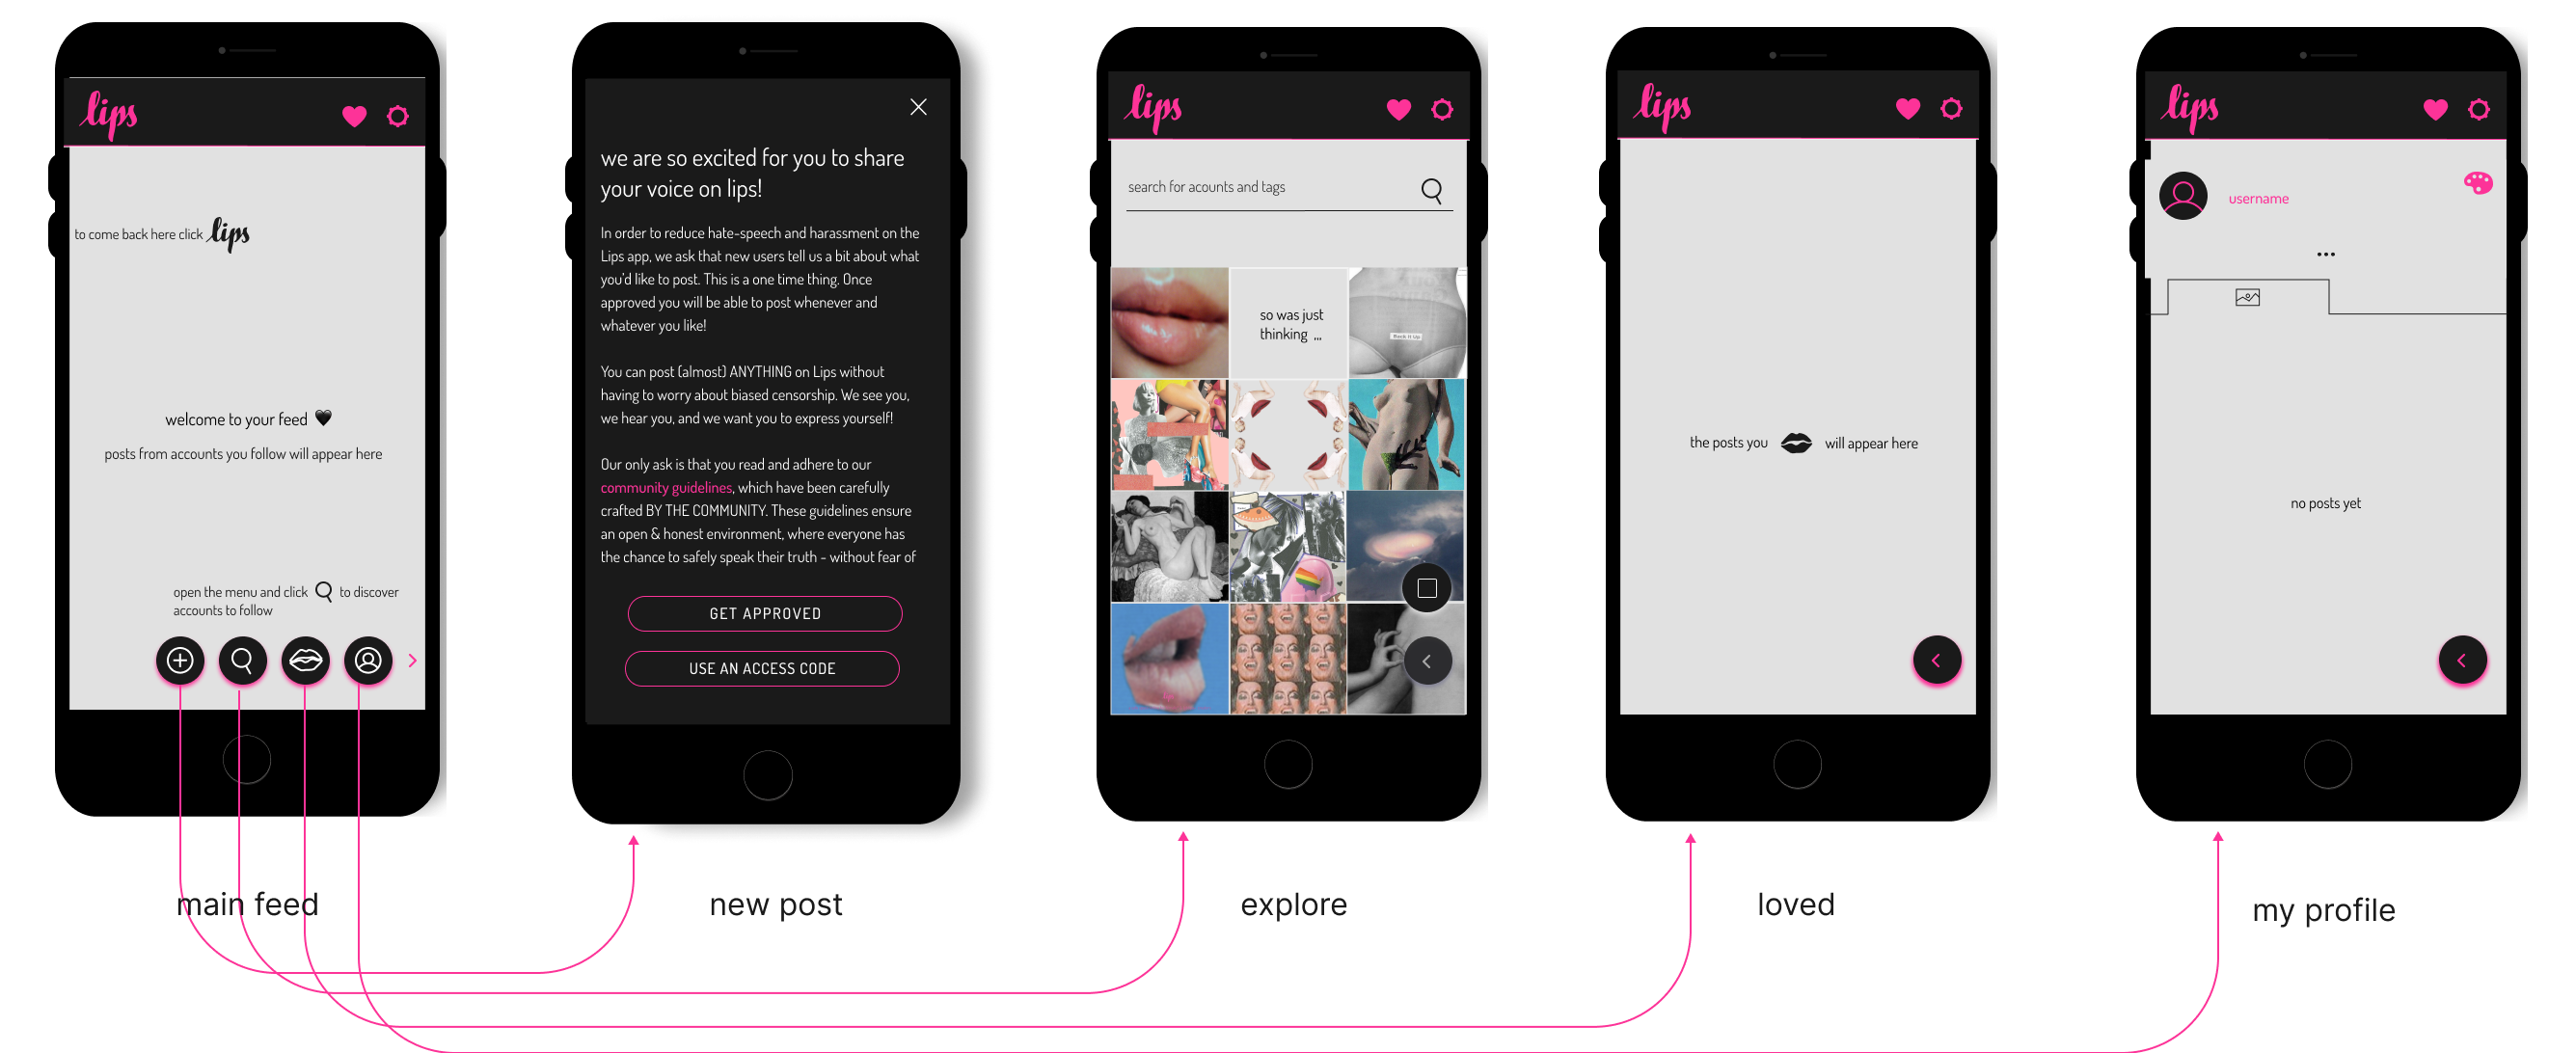 lips
to come back here click lips
welcome to your feed
posts from accounts you follow will appear here
open the menu and click to discover
accounts to follow
main feed
we are so excited for you to share
your voice on lips!
In order to reduce hate-speech and harassment on the
Lips app, we ask that new users tell us a bit about what
you'd like to post. This is a one time thing. Once
approved you will be able to post whenever and
whatever you like!
You can post (almost) ANYTHING on Lips without
having to worry about biased censorship. We see you,
we hear you, and we want you to express yourself!
Our only ask is that you read and adhere to our
community guidelines, which have been carefully
crafted BY THE COMMUNITY. These guidelines ensure
an open & honest environment, where everyone has
the chance to safely speak their truth - without fear of
GET APPROVED
USE AN ACCESS CODE
new post
lips
search for acounts and tags
so was just
thinking ...
explore
lips
the posts you will appear here
loved
lips
username
no posts yet
my profile